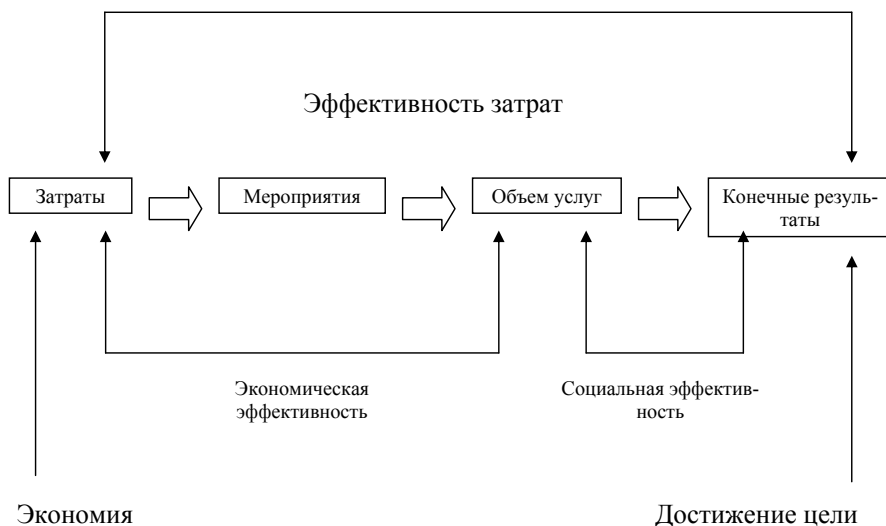 Эффективность затрат
Затраты
Мероприятия
Объем услуг
Конечные резуль-
таты
Экономическая
эффективность
Социальная эффектив-
ность
Экономия
Достижение цели